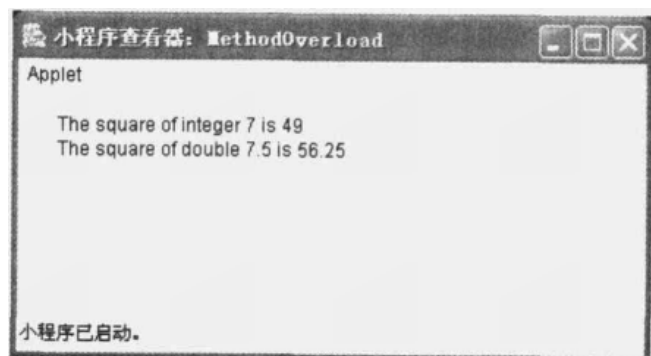 小程序查看器: MethodOverload
Applet
The square of integer 7 is 49
The square of double 7.5 is 56.25
小程序已启动。